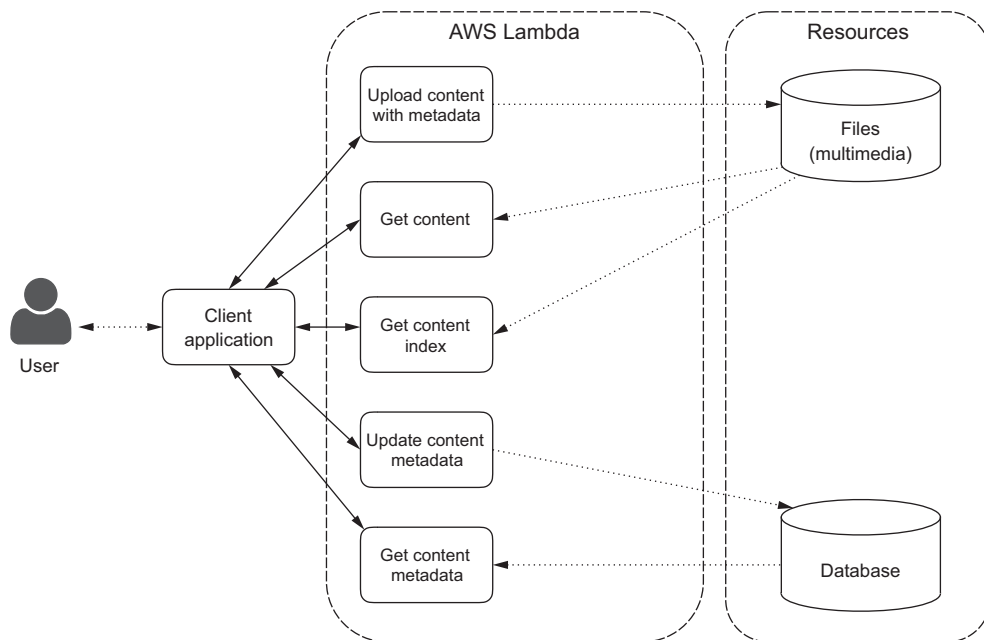 AWS Lambda
Resources
Upload content
with metadata
Files
(multimedia)
Get content
Client
application
Get content
index
User
Update content
metadata
Get content
metadata
Database